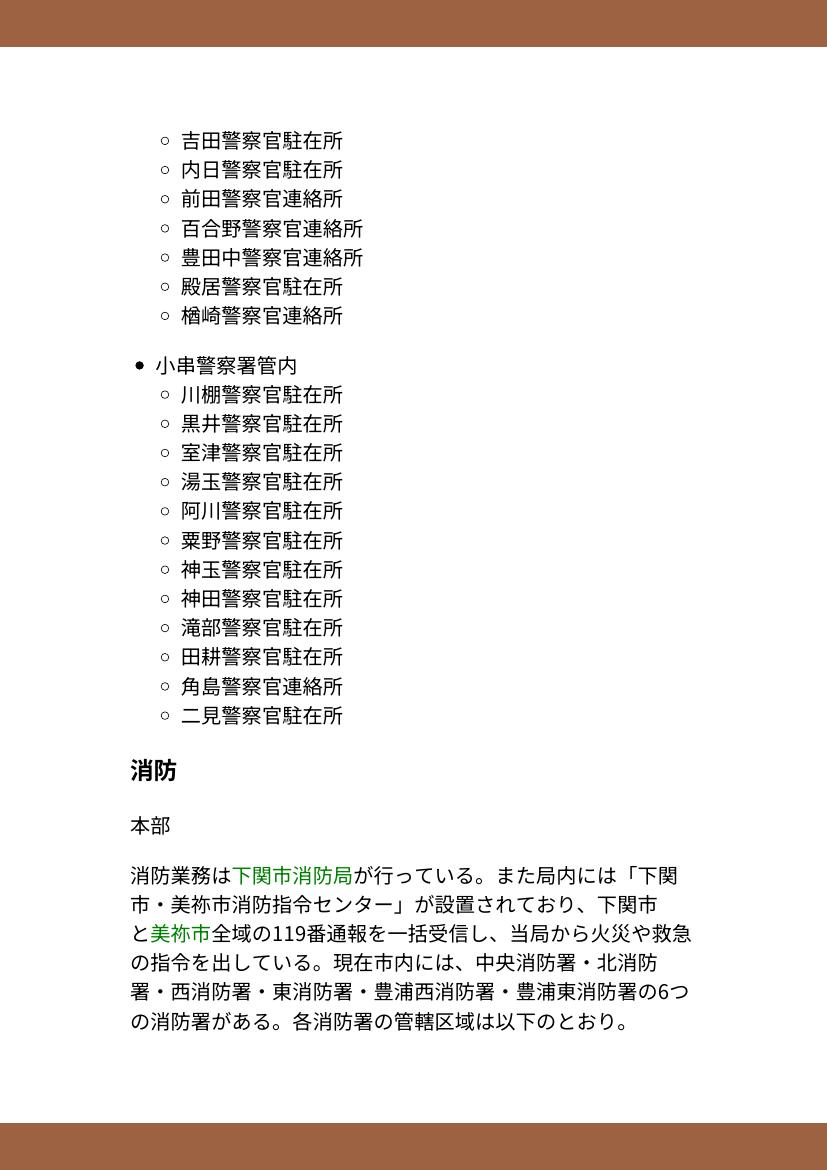 吉田警察官駐在所
内日警察官駐在所
前田警察官連絡所
百合野警察官連絡所
豊田中警察官連絡所
殿居警察官駐在所
楢崎警察官連絡所
小串警察署管内
川棚警察官駐在所
黒井警察官駐在所
室津警察官駐在所
湯玉警察官駐在所
阿川警察官駐在所
粟野警察官駐在所
神玉警察官駐在所
神田警察官駐在所
滝部警察官駐在所
田耕警察官駐在所
角島警察官連絡所
二見警察官駐在所
消防
本部
消防業務は下関市消防局が行っている。また局内には「下関
市・美祢市消防指令センター」が設置されており、下関市
と美祢市全域の119番通報を一括受信し、当局から火災や救急
の指令を出している。現在市内には、中央消防署・北消防
署・西消防署・東消防署・豊浦西消防署・豊浦東消防署の6つ
の消防署がある。各消防署の管轄区域は以下のとおり。